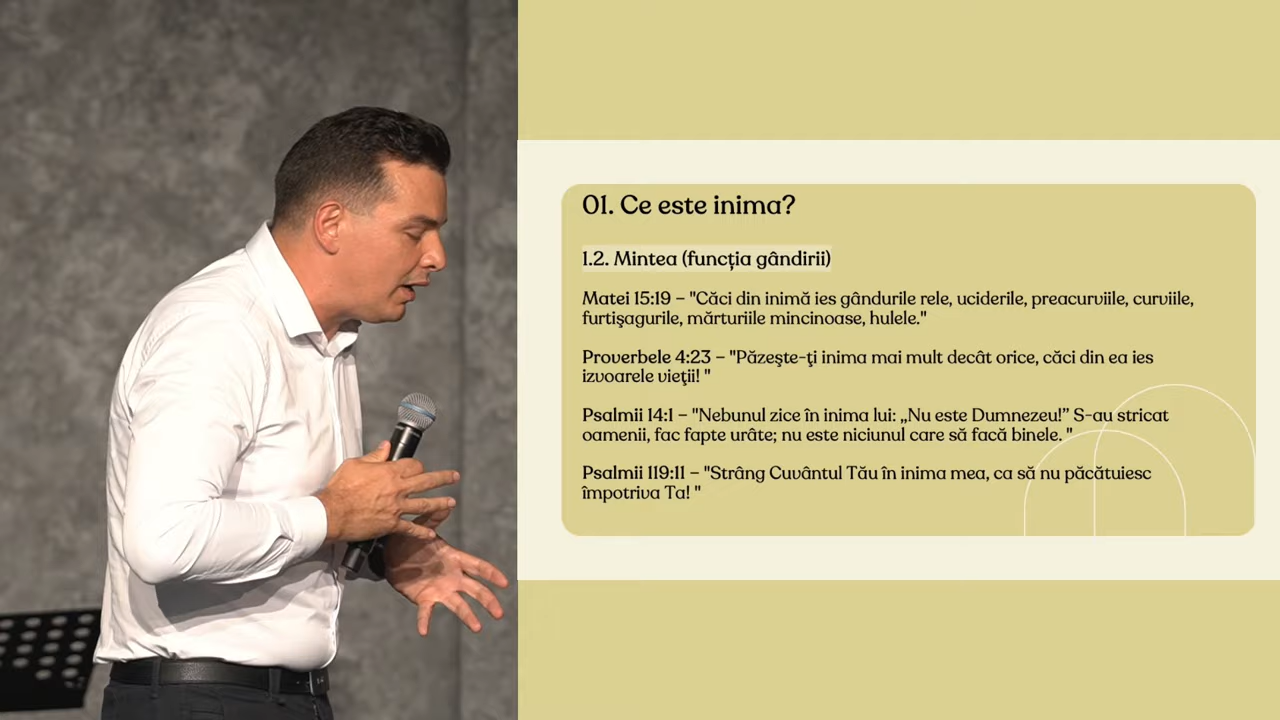 01. Ce este inima?
1.2. Mintea (funcția gândirii)
Matei 15:19 – "Căci din inimă ies gândurile rele, uciderile, preacurviile, curviile,
furtişagurile, mărturiile mincinoase, hulele."
Proverbele 4:23 – "Păzeşte-ţi inima mai mult decât orice, căci din ea ies
izvoarele vieţii! "
Psalmii 14:1 – "Nebunul zice în inima lui: „Nu este Dumnezeu!” S-au stricat
oamenii, fac fapte urâte; nu este niciunul care să facă binele. "
Psalmii 119:11 – "Strâng Cuvântul Tău în inima mea, ca să nu păcătuiesc
împotriva Ta! "